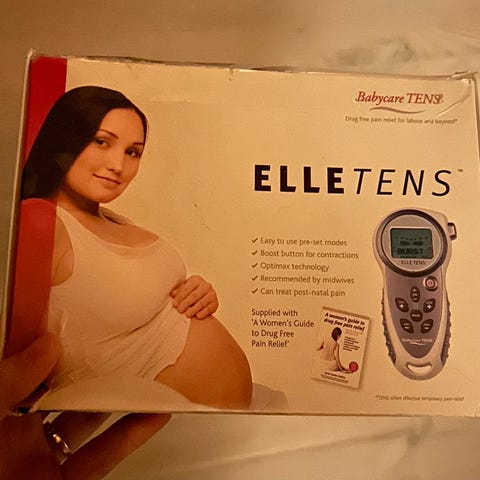 Babycare TENS®
Drug free pain relief for labour and beyond*
ELLETENS™
✓ Easy to use pre-set modes
✓ Boost button for contractions
✓ Optimax technology
✓ Recommended by midwives
✓ Can treat post-natal pain
Supplied with
'A Women's Guide
to Drug Free
Pain Relief'
A women's guide to
drug free pain relief
BURST
ELLE TENS
Babycare TENS
*TENS offers effective temporary pain relief